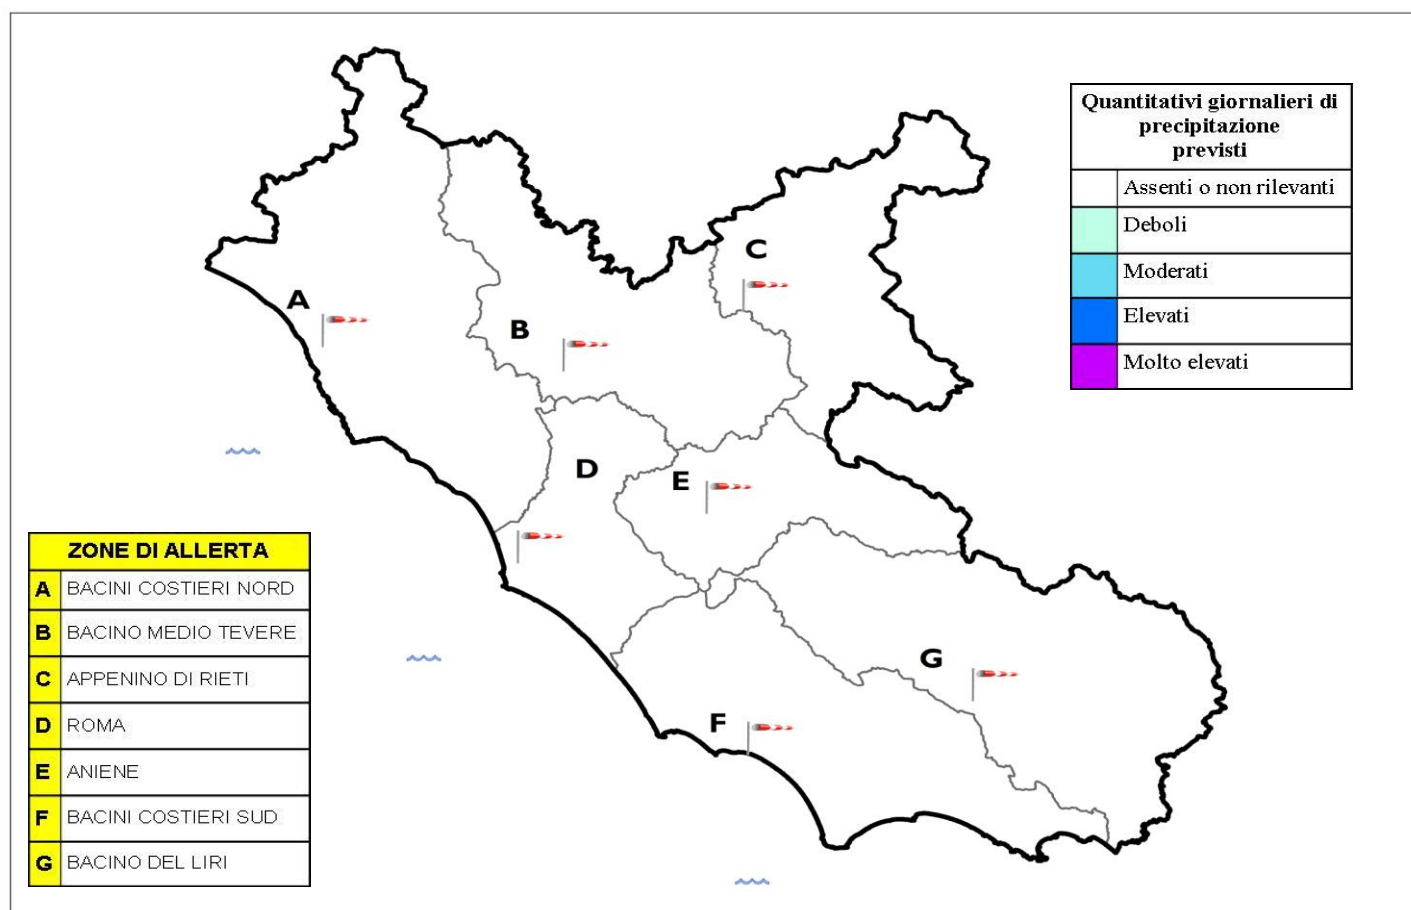 Quantitativi giornalieri di
precipitazione
previsti
Assenti o non rilevanti
Deboli
Moderati
Elevati
Molto elevati
C
A
B
D
E
G
F
ZONE DI ALLERTA
A BACINI COSTIERI NORD
B BACINO MEDIO TEVERE
C APPENINO DI RIETI
D ROMA
E ANIENE
F BACINI COSTIERI SUD
G BACINO DEL LIRI